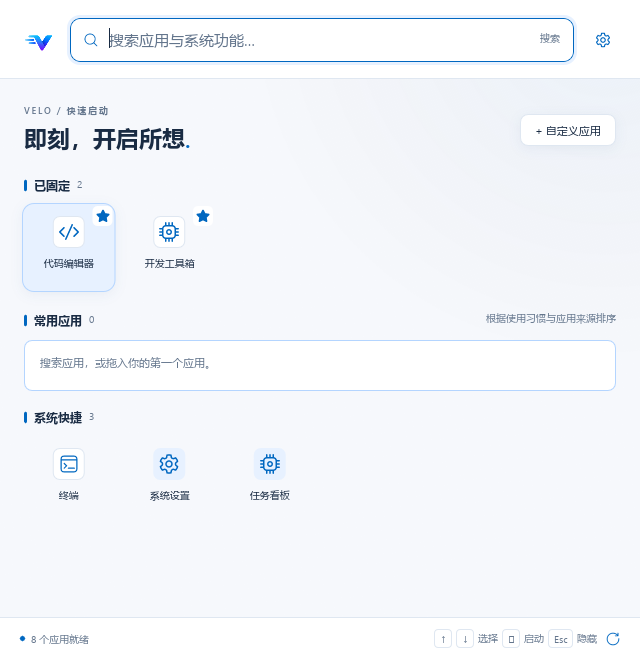 搜索应用与系统功能...
搜索
VELO / 快速启动
即刻，开启所想.
+ 自定义应用
已固定 2
代码编辑器
开发工具箱
常用应用 0
根据使用习惯与应用来源排序
搜索应用，或拖入你的第一个应用。
系统快捷 3
终端
系统设置
任务看板
8 个应用就绪
↑ ↓ 选择 启动 Esc 隐藏